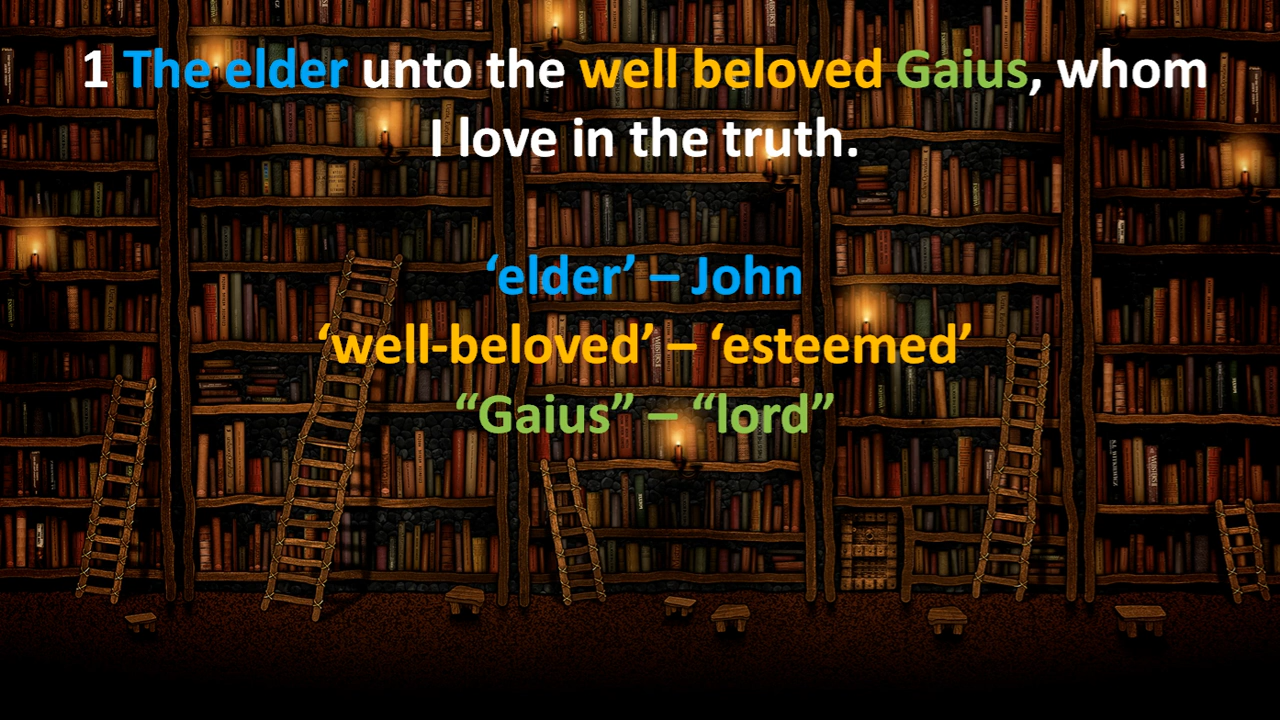 1 The elder unto the well beloved Gaius, whom
I love in the truth.
‘elder’ – John
‘well-beloved’ – ‘esteemed’
“Gaius” – “lord”